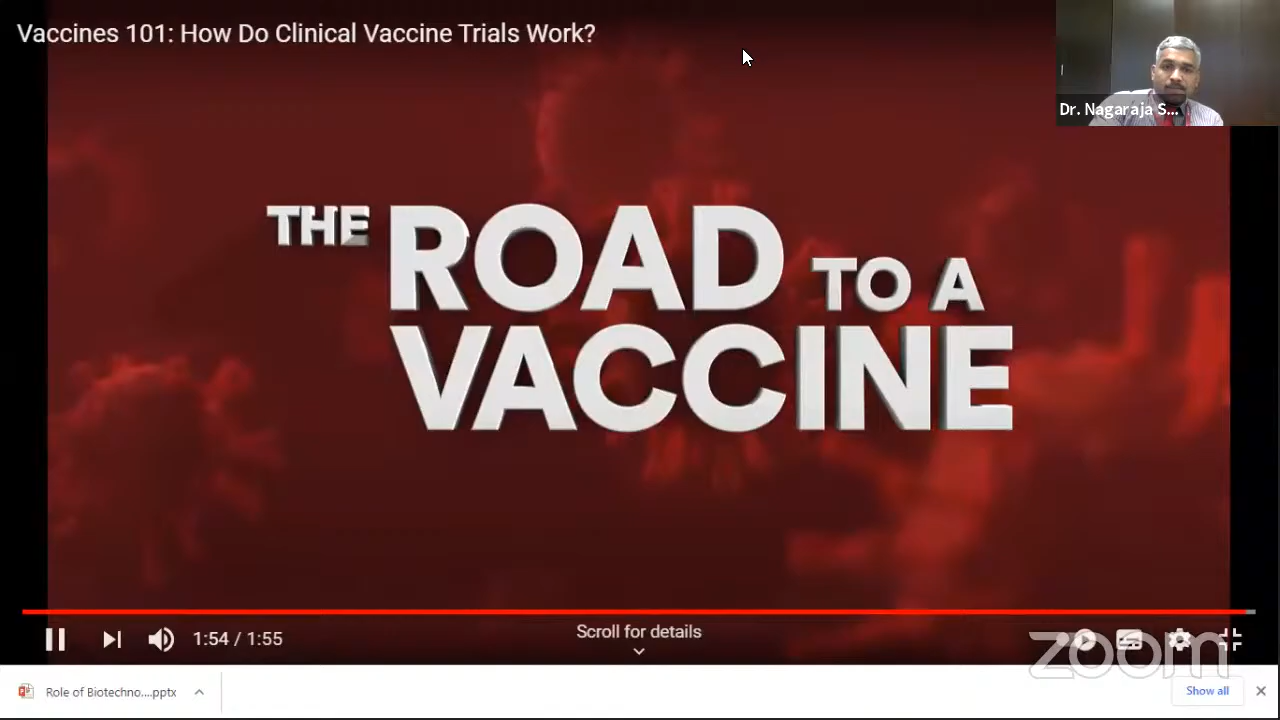 Vaccines 101: How Do Clinical Vaccine Trials Work?
Dr. Nagaraja S...
THE ROAD TO A
VACCINE
1:54 / 1:55
Scroll for details
zoom
Role of Biotechno....pptx
Show all